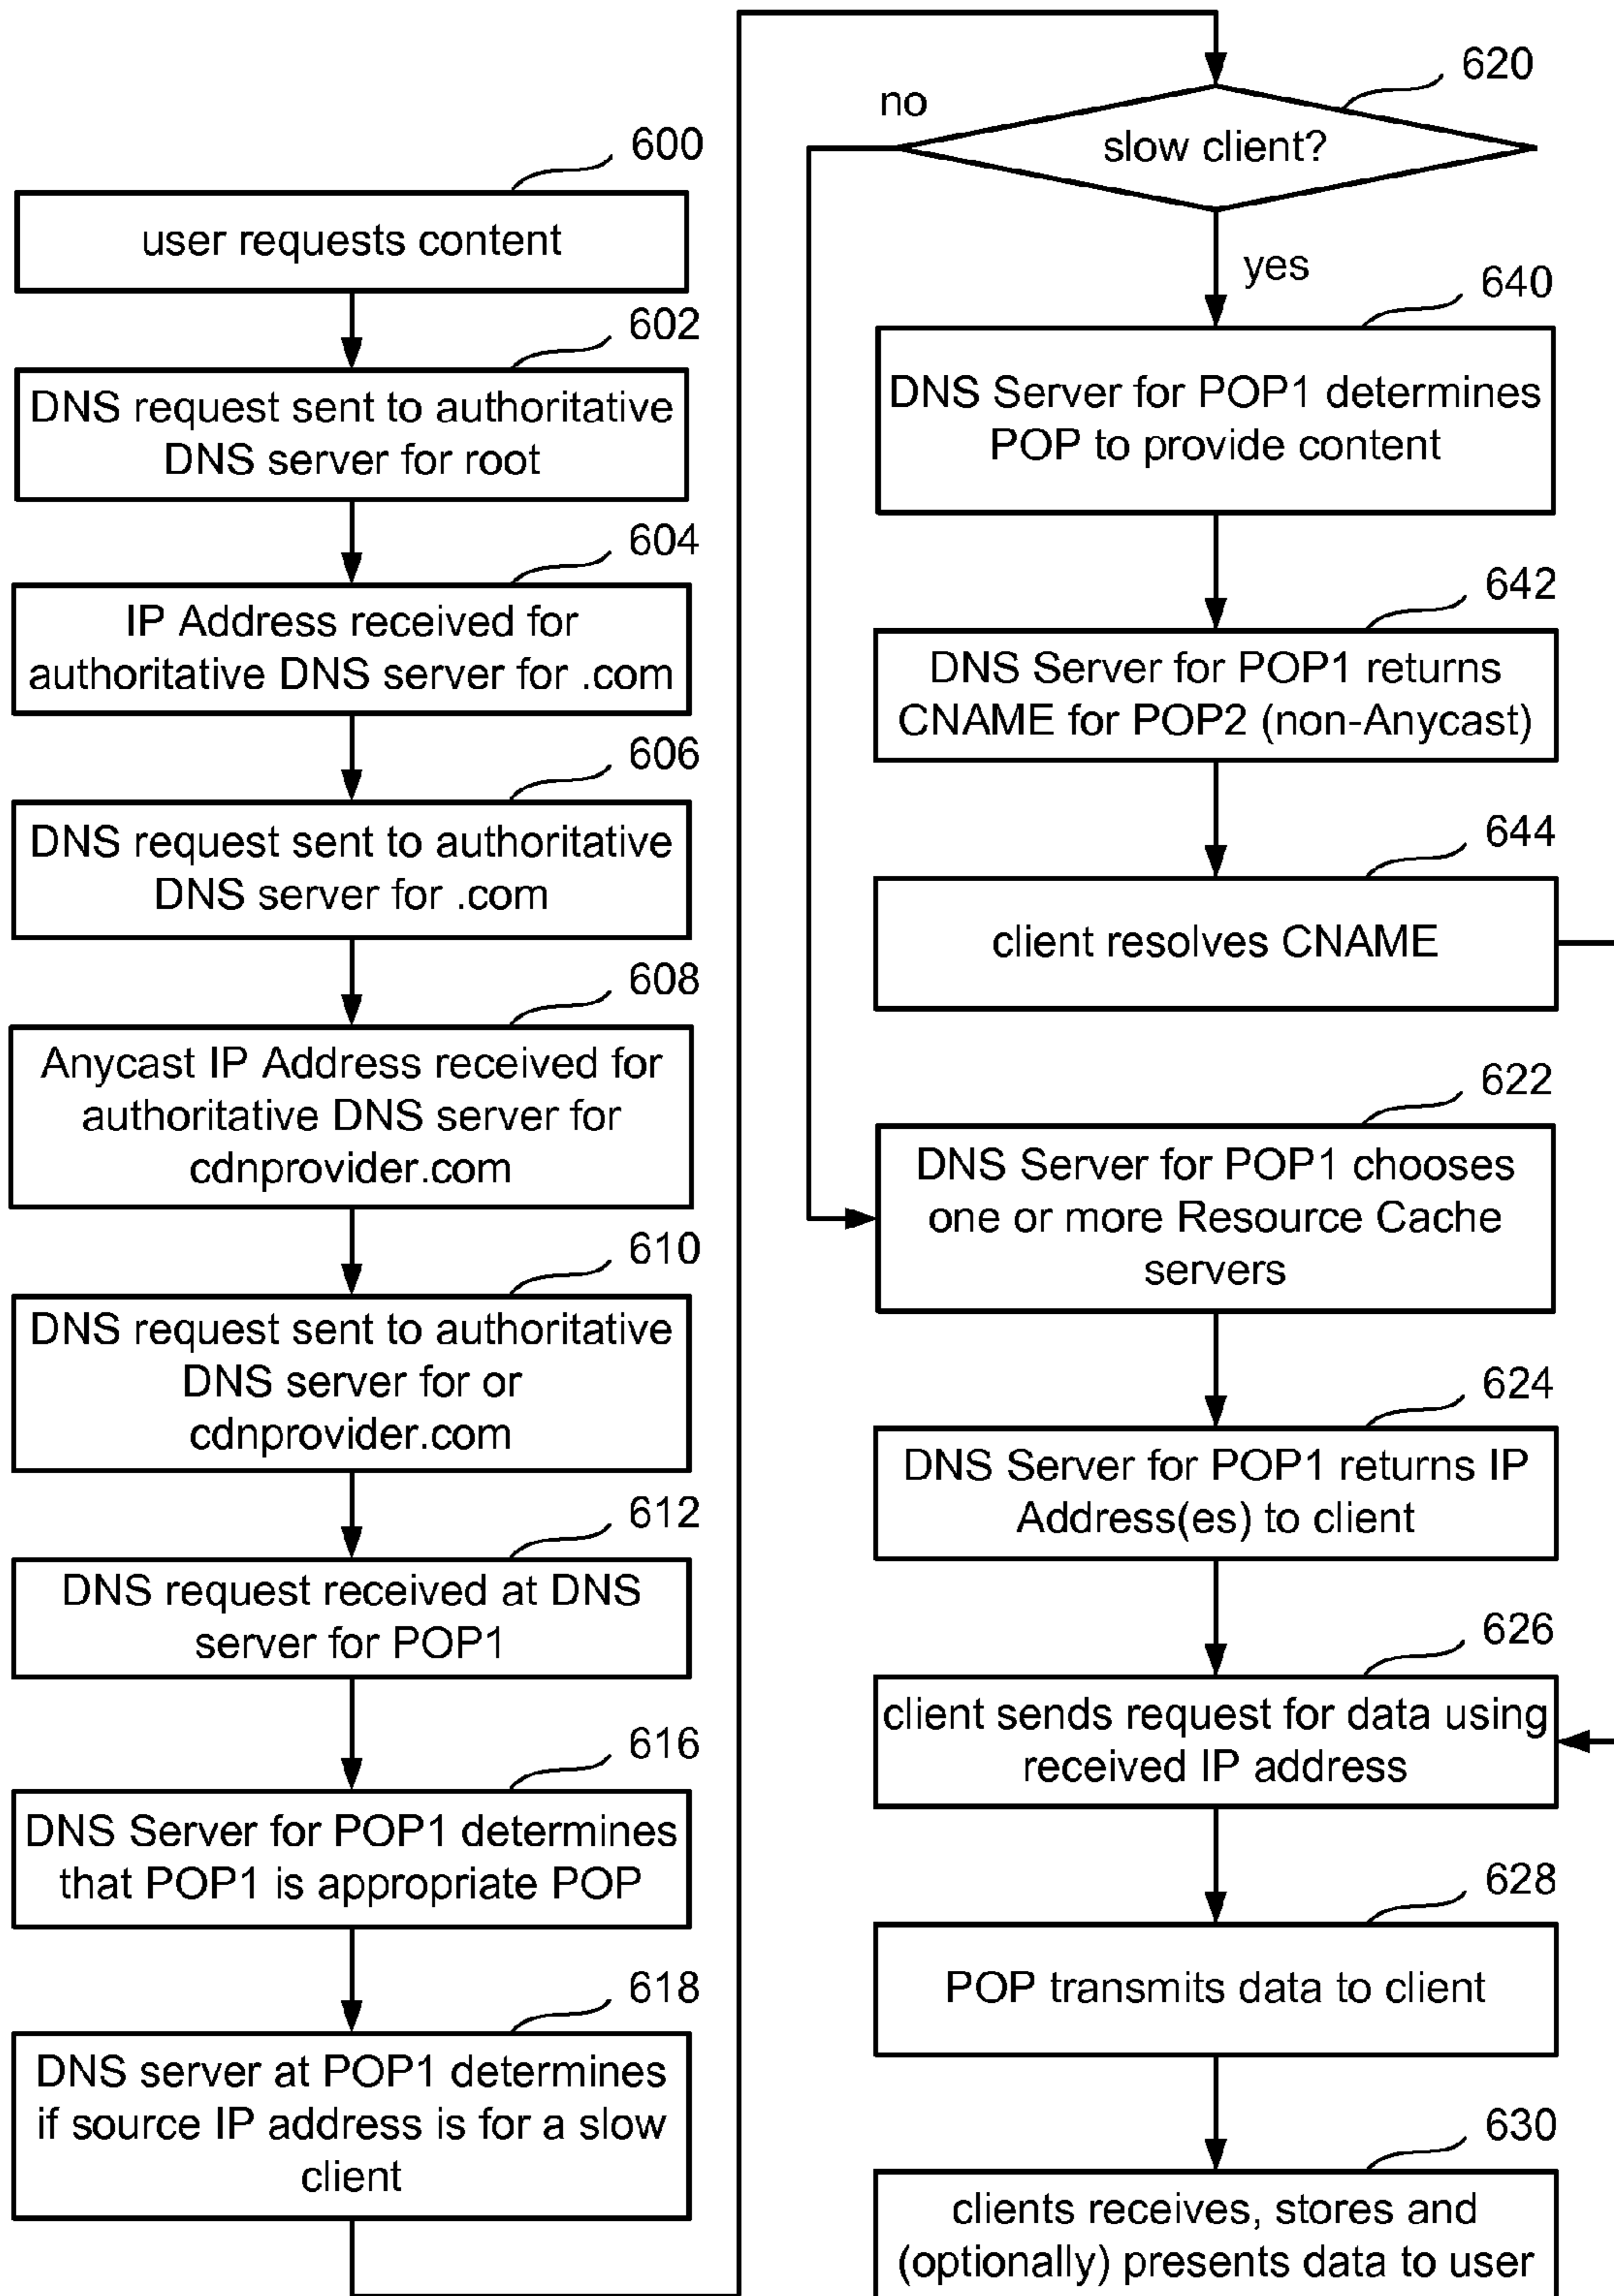 600
user requests content
602
DNS request sent to authoritative
DNS server for root
604
IP Address received for
authoritative DNS server for .com
606
DNS request sent to authoritative
DNS server for .com
608
Anycast IP Address received for
authoritative DNS server for
cdnprovider.com
610
DNS request sent to authoritative
DNS server for or
cdnprovider.com
612
DNS request received at DNS
server for POP1
616
DNS Server for POP1 determines
that POP1 is appropriate POP
618
DNS server at POP1 determines
if source IP address is for a slow
client
620
slow client?
no
yes
640
DNS Server for POP1 determines
POP to provide content
642
DNS Server for POP1 returns
CNAME for POP2 (non-Anycast)
644
client resolves CNAME
622
DNS Server for POP1 chooses
one or more Resource Cache
servers
624
DNS Server for POP1 returns IP
Address(es) to client
626
client sends request for data using
received IP address
628
POP transmits data to client
630
clients receives, stores and
(optionally) presents data to user